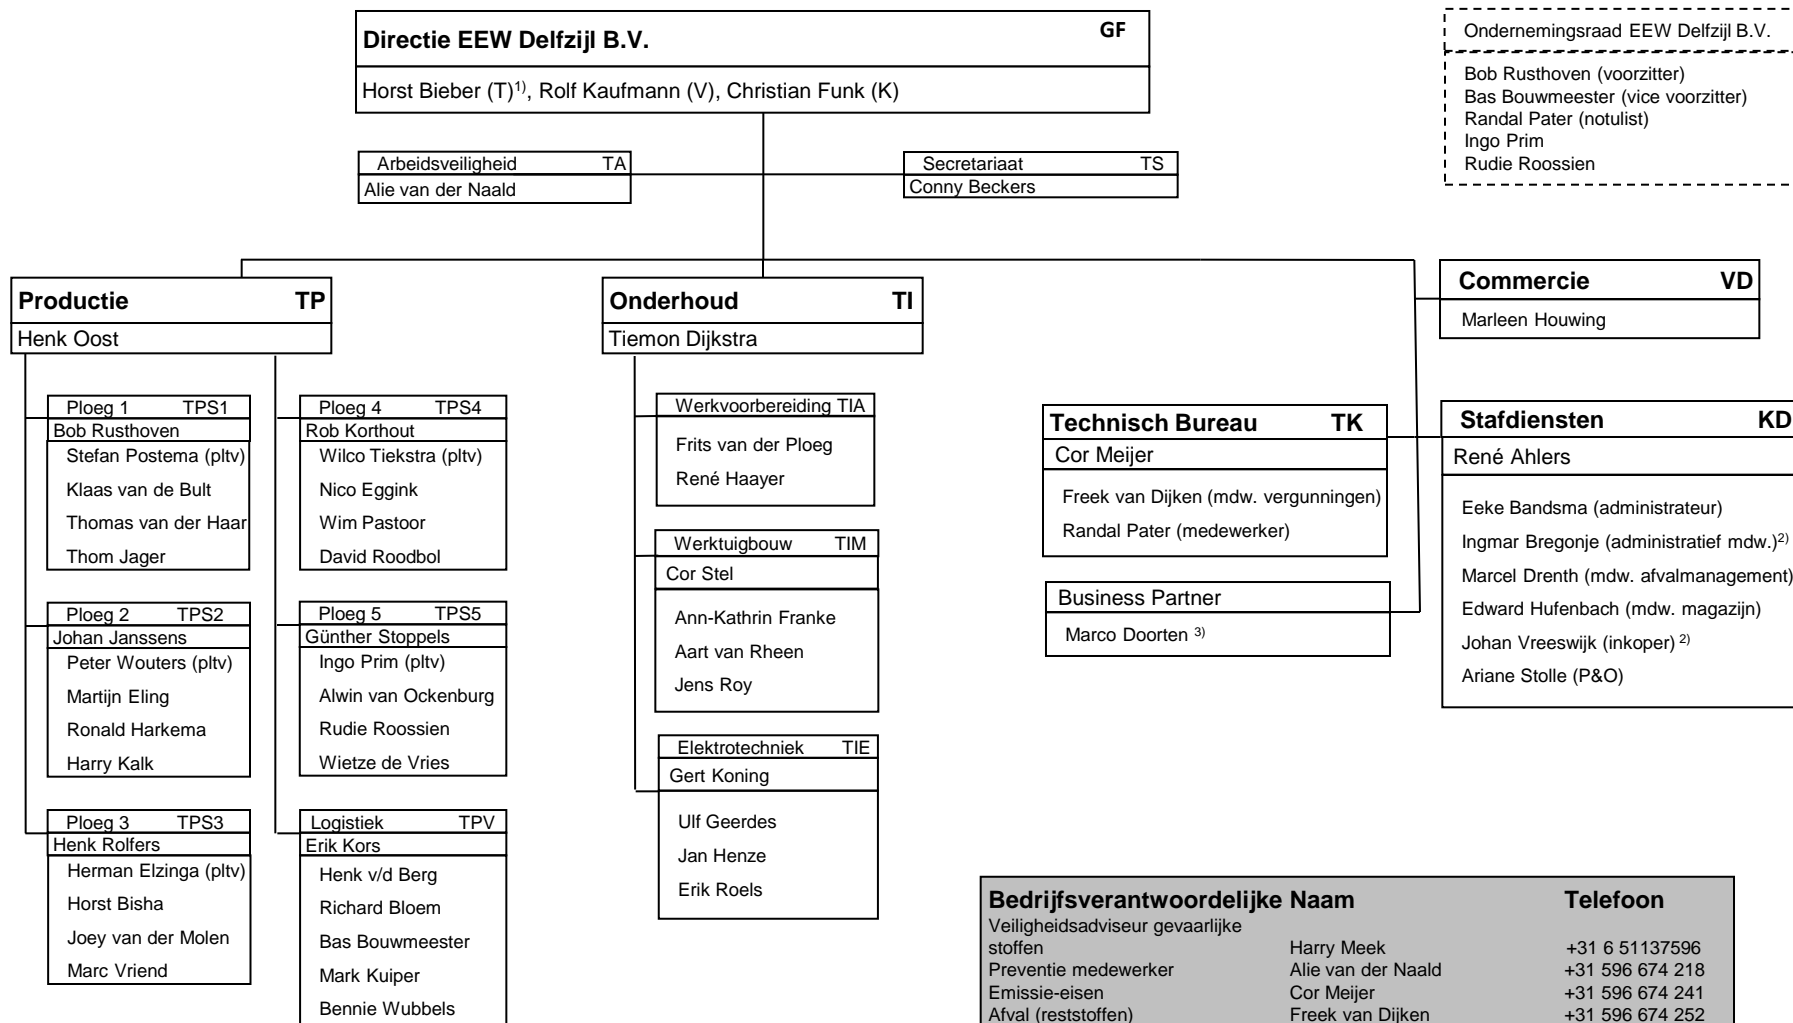 Directie EEW Delfzijl B.V. GF
Horst Bieber (T)1), Rolf Kaufmann (V), Christian Funk (K)
Ondernemingsraad EEW Delfzijl B.V.
Bob Rusthoven (voorzitter)
Bas Bouwmeester (vice voorzitter)
Randal Pater (notulist)
Ingo Prim
Rudie Roossien
Arbeidsveiligheid TA
Alie van der Naald
Secretariaat TS
Conny Beckers
Productie TP
Henk Oost
Ploeg 1 TPS1
Bob Rusthoven
Stefan Postema (pltv)
Klaas van de Bult
Thomas van der Haar
Thom Jager
Ploeg 2 TPS2
Johan Janssens
Peter Wouters (pltv)
Martijn Eling
Ronald Harkema
Harry Kalk
Ploeg 3 TPS3
Henk Rolfers
Herman Elzinga (pltv)
Horst Bisha
Joey van der Molen
Marc Vriend
Ploeg 4 TPS4
Rob Korthout
Wilco Tiekstra (pltv)
Nico Eggink
Wim Pastoor
David Roodbol
Ploeg 5 TPS5
Günther Stoppels
Ingo Prim (pltv)
Alwin van Ockenburg
Rudie Roossien
Wietze de Vries
Logistiek TPV
Erik Kors
Henk v/d Berg
Richard Bloem
Bas Bouwmeester
Mark Kuiper
Bennie Wubbels
Onderhoud TI
Tiemon Dijkstra
Werkvoorbereiding TIA
Frits van der Ploeg
René Haayer
Werktuigbouw TIM
Cor Stel
Ann-Kathrin Franke
Aart van Rheen
Jens Roy
Elektrotechniek TIE
Gert Koning
Ulf Geerdes
Jan Henze
Erik Roels
Technisch Bureau TK
Cor Meijer
Freek van Dijken (mdw. vergunningen)
Randal Pater (medewerker)
Business Partner
Marco Doorten 3)
Commercie VD
Marleen Houwing
Stafdiensten KD
René Ahlers
Eeke Bandsma (administrateur)
Ingmar Bregonje (administratief mdw.)2)
Marcel Drenth (mdw. afvalmanagement)
Edward Hufenbach (mdw. magazijn)
Johan Vreeswijk (inkoper) 2)
Ariane Stolle (P&O)
Bedrijfsverantwoordelijke Naam Telefoon
Veiligheidsadviseur gevaarlijke
stoffen Harry Meek +31 6 51137596
Preventie medewerker Alie van der Naald +31 596 674 218
Emissie-eisen Cor Meijer +31 596 674 241
Afval (reststoffen) Freek van Dijken +31 596 674 252